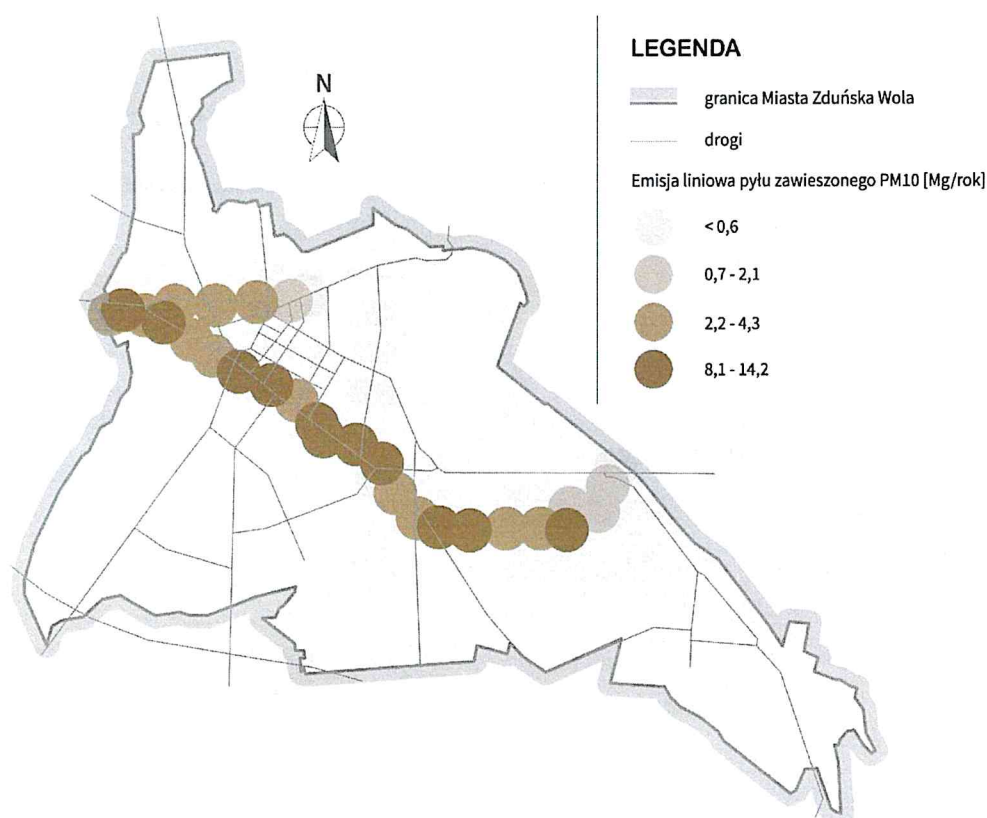 LEGENDA
N
granica Miasta Zduńska Wola
drogi
Emisja liniowa pyłu zawieszonego PM10 [Mg/rok]
< 0,6
0,7 - 2,1
2,2 - 4,3
8,1 - 14,2